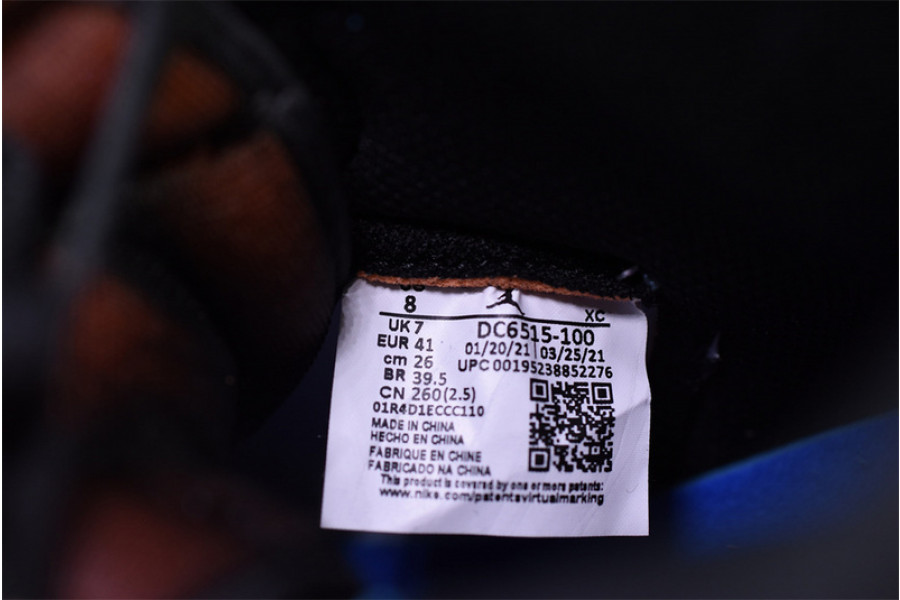 8
XC
UK 7
DC6515-100
EUR 41
01/20/21 03/25/21
cm 26
UPC 00195238852276
BR 39.5
CN 260(2.5)
01R4D1ECCC110
MADE IN CHINA
HECHO EN CHINA
FABRIQUE EN CHINE
FABRICADO NA CHINA
This product is covered by one or more patents:
www.nike.com/patentsvirtualmarking